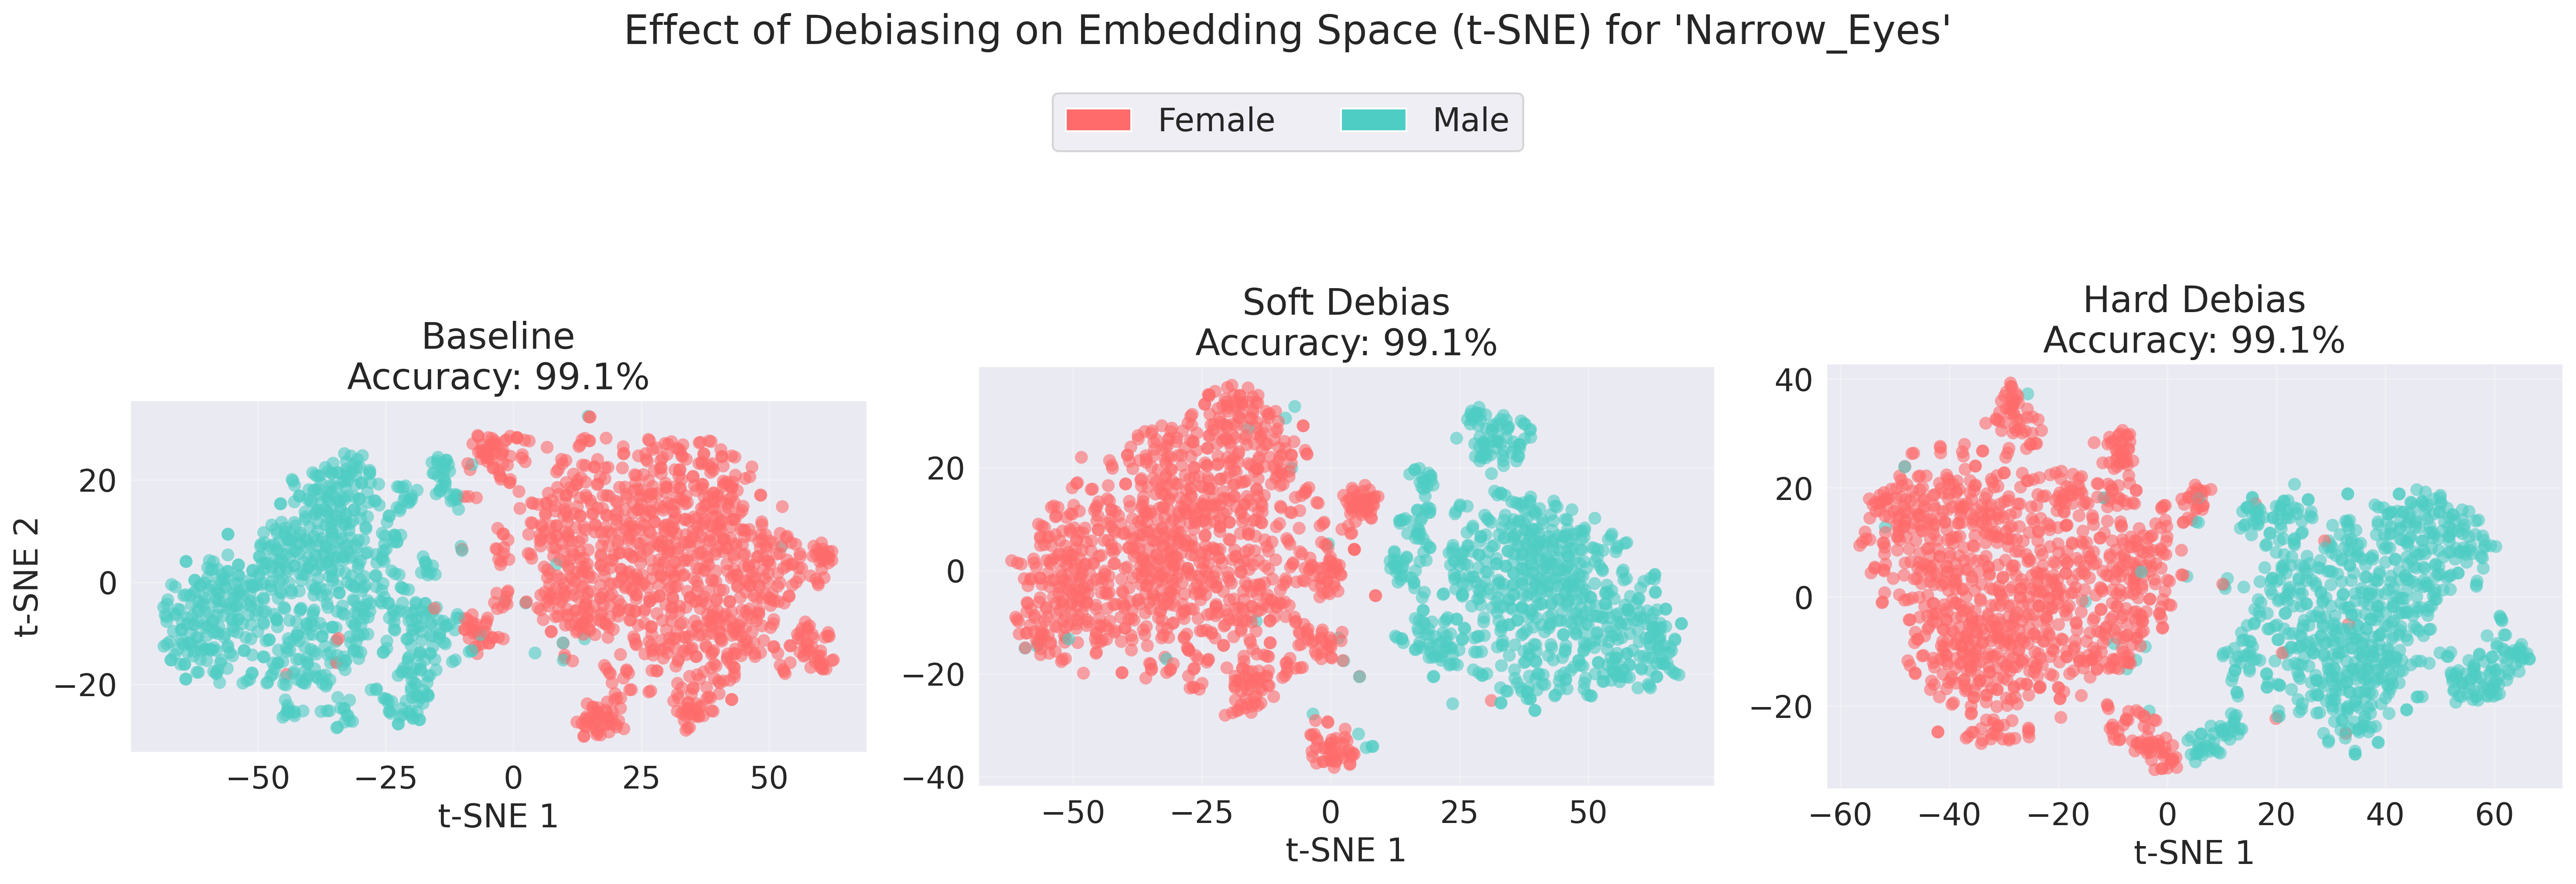 Effect of Debiasing on Embedding Space (t-SNE) for 'Narrow_Eyes'
Female
Male
Baseline
Accuracy: 99.1%
20
0
−20
t-SNE 2
−50
−25
0
25
50
t-SNE 1
Soft Debias
Accuracy: 99.1%
20
0
−20
−40
−50
−25
0
25
50
t-SNE 1
Hard Debias
Accuracy: 99.1%
40
20
0
−20
−60
−40
−20
0
20
40
60
t-SNE 1